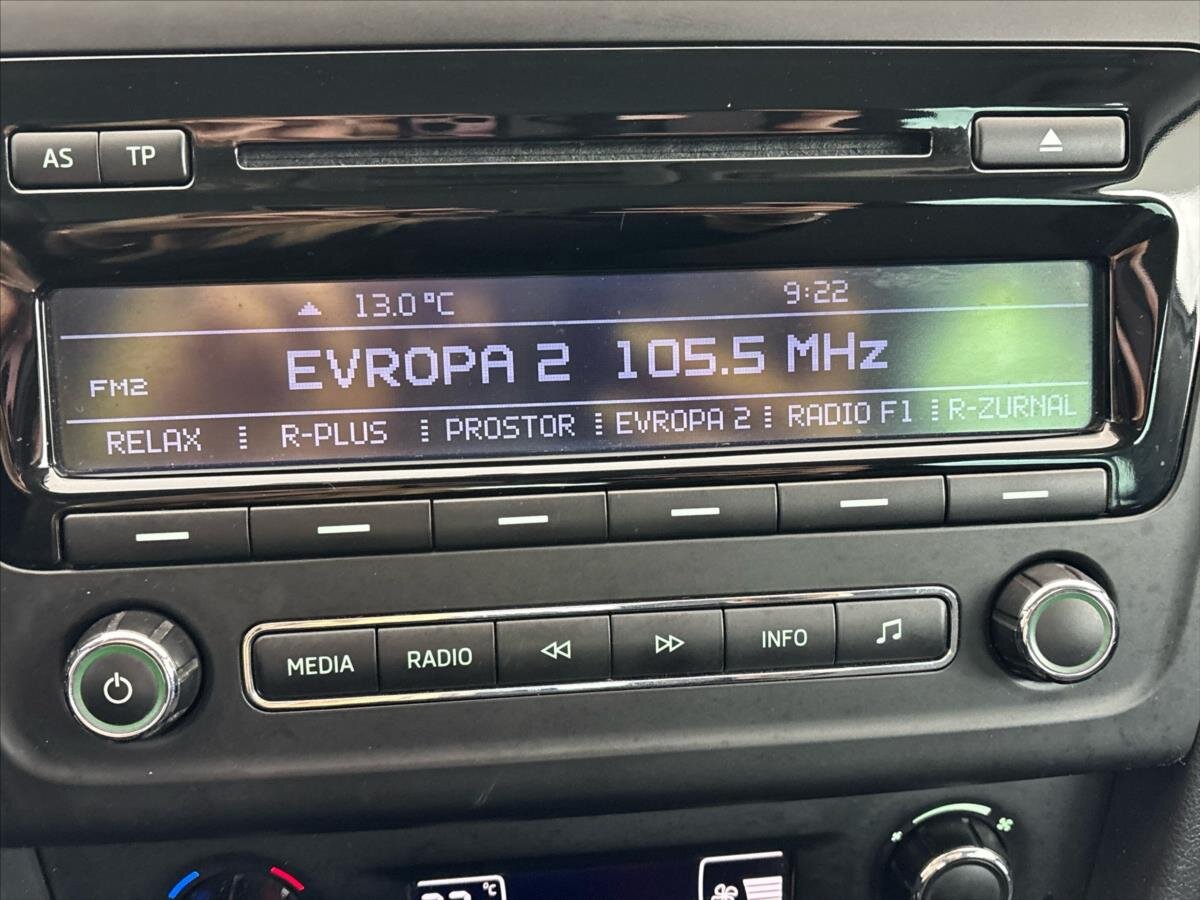 AS TP
13.0°C 9:22
FM2 EVROPA 2 105.5 MHz
RELAX R-PLUS PROSTOR EVROPA 2 RADIO F1 R-ZURNAL
MEDIA RADIO INFO
°C